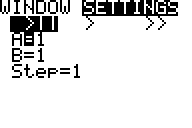 WINDOW SETTINGS
>|| > >>
A=1
B=1
Step=1